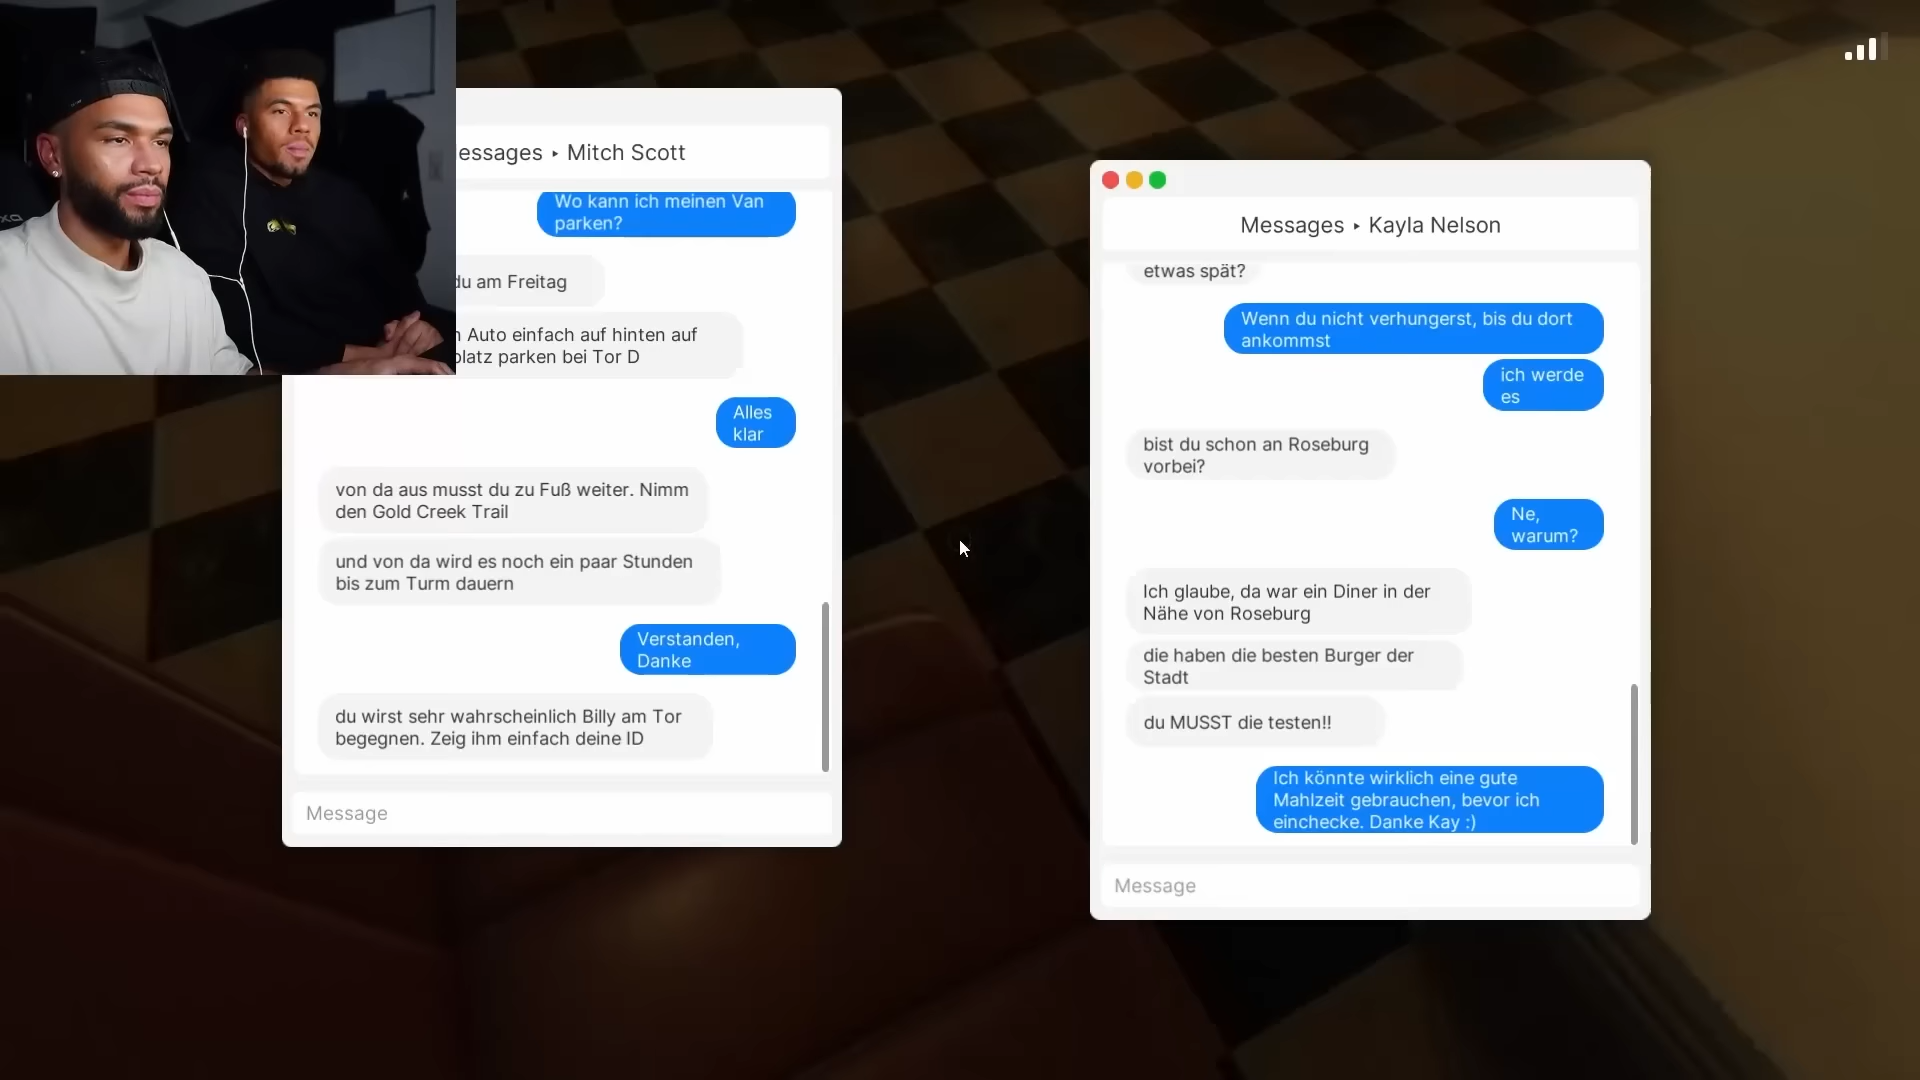 essages ▸ Mitch Scott
Wo kann ich meinen Van
parken?
du am Freitag
Auto einfach auf hinten auf
platz parken bei Tor D
Alles
klar
von da aus musst du zu Fuß weiter. Nimm
den Gold Creek Trail
und von da wird es noch ein paar Stunden
bis zum Turm dauern
Verstanden,
Danke
du wirst sehr wahrscheinlich Billy am Tor
begegnen. Zeig ihm einfach deine ID
Message
Messages ▸ Kayla Nelson
etwas spät?
Wenn du nicht verhungerst, bis du dort
ankommst
ich werde
es
bist du schon an Roseburg
vorbei?
Ne,
warum?
Ich glaube, da war ein Diner in der
Nähe von Roseburg
die haben die besten Burger der
Stadt
du MUSST die testen!!
Ich könnte wirklich eine gute
Mahlzeit gebrauchen, bevor ich
einchecke. Danke Kay :)
Message